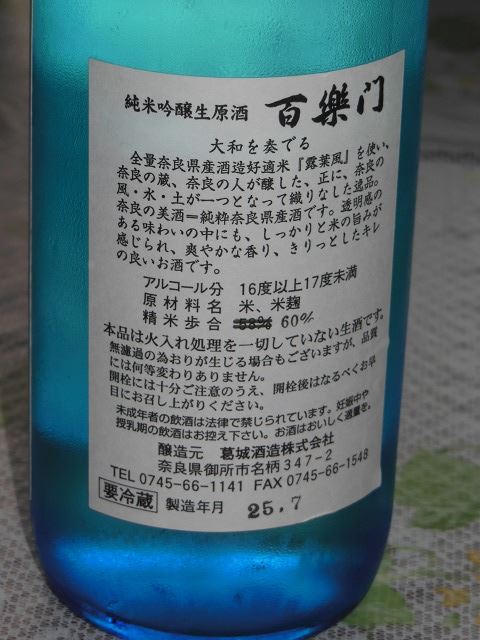 純米吟醸生原酒 百樂门
大和を奏でる
全量奈良県産酒造好適米『露葉風』を使い、
奈良の蔵、奈良の人が醸した、正に、奈良の
風・水・土が一つとなって織りなした逸品。
奈良の美酒＝純粋奈良県産酒です。透明感の
ある味わいの中にも、しっかりと米の旨みが
感じられ、爽やかな香り、きりっとしたキレ
の良いお酒です。
アルコール分 16度以上17度未満
原材料名 米、米麹
精米歩合 58% 60%
本品は火入れ処理を一切していない生酒です。
無濾過の為おりが生じる場合もございますが、品質
には何等変わりありません。
開栓には十分ご注意のうえ、開栓後はなるべくお早
目にお召し上がりください。
未成年者の飲酒は法律で禁じられています。妊娠中や
授乳期の飲酒はお控え下さい。お酒はおいしく適量を。
醸造元 葛城酒造株式会社
奈良県御所市名柄347-2
TEL 0745-66-1141 FAX 0745-66-1548
要冷蔵 製造年月 25.7